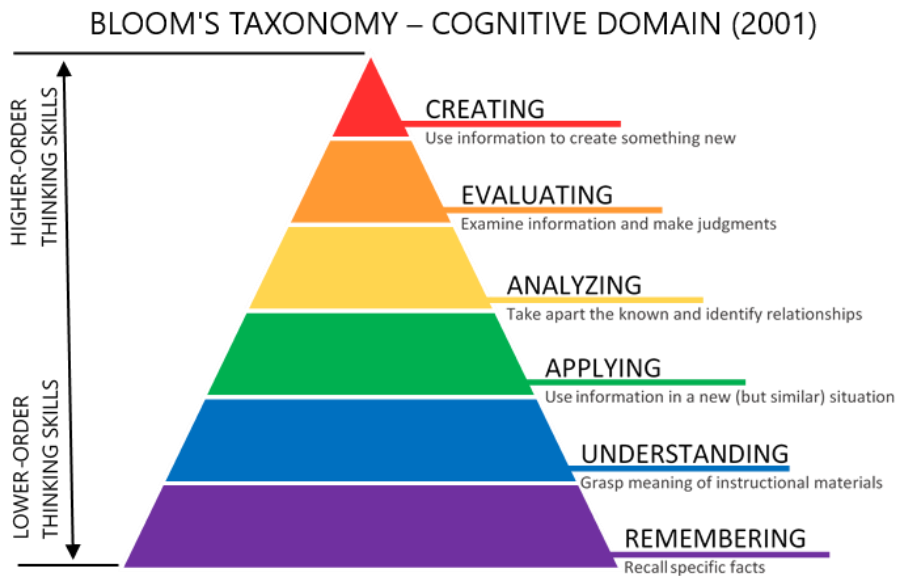 BLOOM'S TAXONOMY – COGNITIVE DOMAIN (2001)
HIGHER-ORDER
THINKING SKILLS
LOWER-ORDER
THINKING SKILLS
CREATING
Use information to create something new
EVALUATING
Examine information and make judgments
ANALYZING
Take apart the known and identify relationships
APPLYING
Use information in a new (but similar) situation
UNDERSTANDING
Grasp meaning of instructional materials
REMEMBERING
Recall specific facts